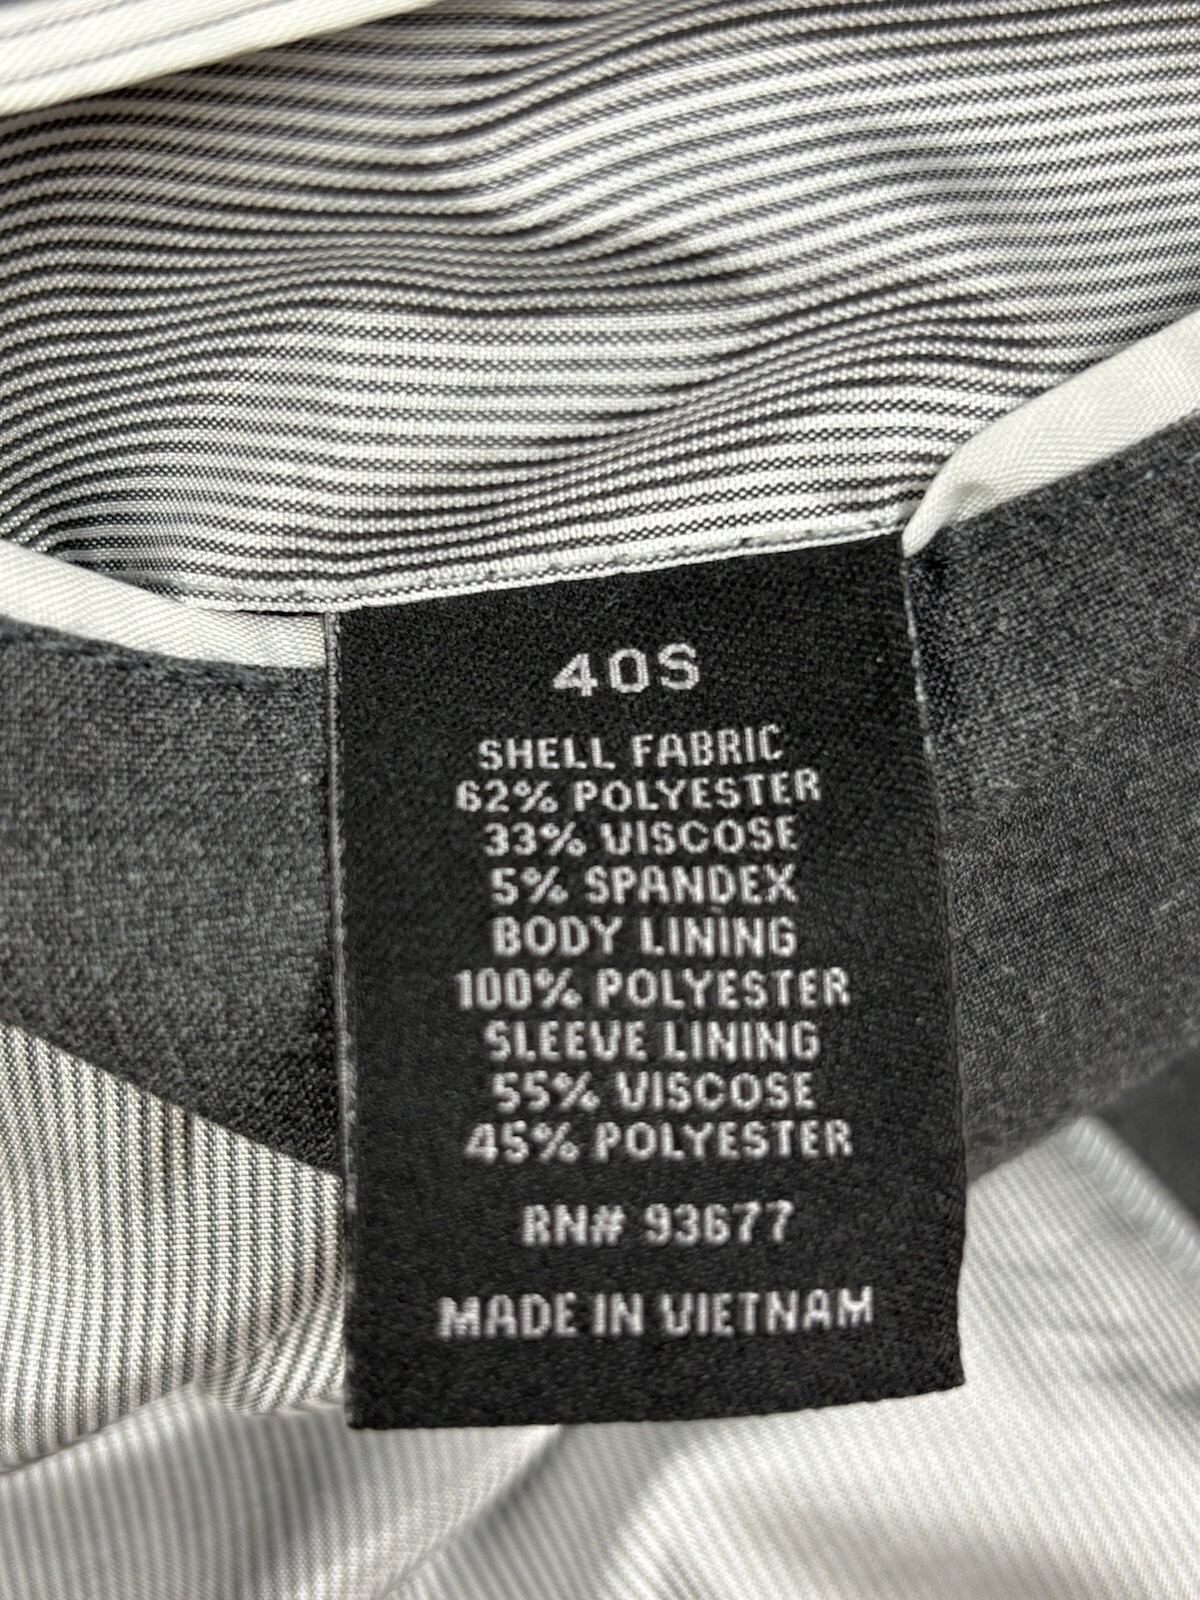 40S
SHELL FABRIC
62% POLYESTER
33% VISCOSE
5% SPANDEX
BODY LINING
100% POLYESTER
SLEEVE LINING
55% VISCOSE
45% POLYESTER
RN# 93677
MADE IN VIETNAM